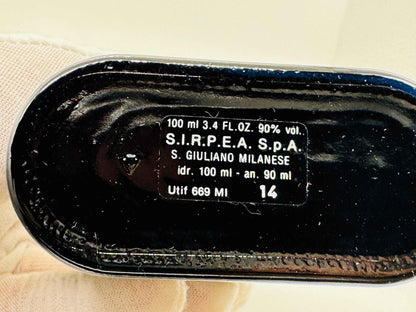 100 ml 3.4 FL.OZ. 90% vol.
S.I.R.P.E.A. S.p.A.
S. GIULIANO MILANESE
idr. 100 ml - an. 90 ml
Utif 669 MI 14